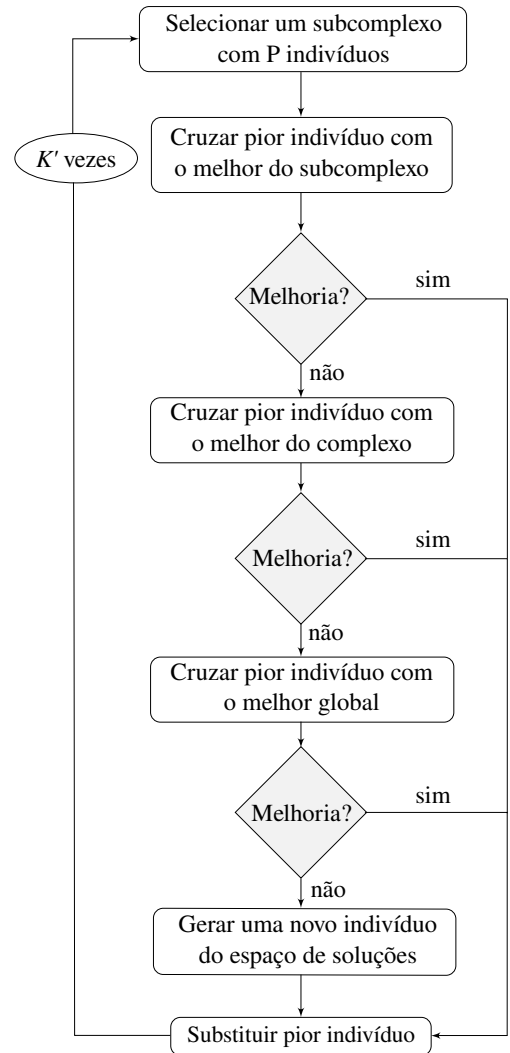 Selecionar um subcomplexo
com P indivíduos
K' vezes
Cruzar pior indivíduo com
o melhor do subcomplexo
Melhoria?
sim
não
Cruzar pior indivíduo com
o melhor do complexo
Melhoria?
sim
não
Cruzar pior indivíduo com
o melhor global
Melhoria?
sim
não
Gerar uma novo indivíduo
do espaço de soluções
Substituir pior indivíduo